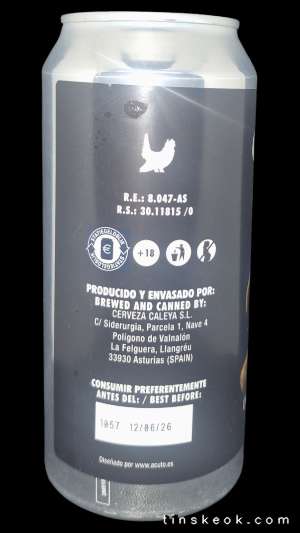 R.E.: 8.047-AS
R.S.: 30.11815 /0
STATIEGELDBLIK
STATIEGELDBLIK
€
+18
PRODUCIDO Y ENVASADO POR:
BREWED AND CANNED BY:
CERVEZA CALEYA S.L.
C/ Siderurgia, Parcela 1, Nave 4
Polígono de Valnalón
La Felguera, Llangréu
33930 Asturias (SPAIN)
CONSUMIR PREFERENTEMENTE
ANTES DEL: / BEST BEFORE:
1057 12/06/26
Diseñado por www.acuto.es
tinskeok.com